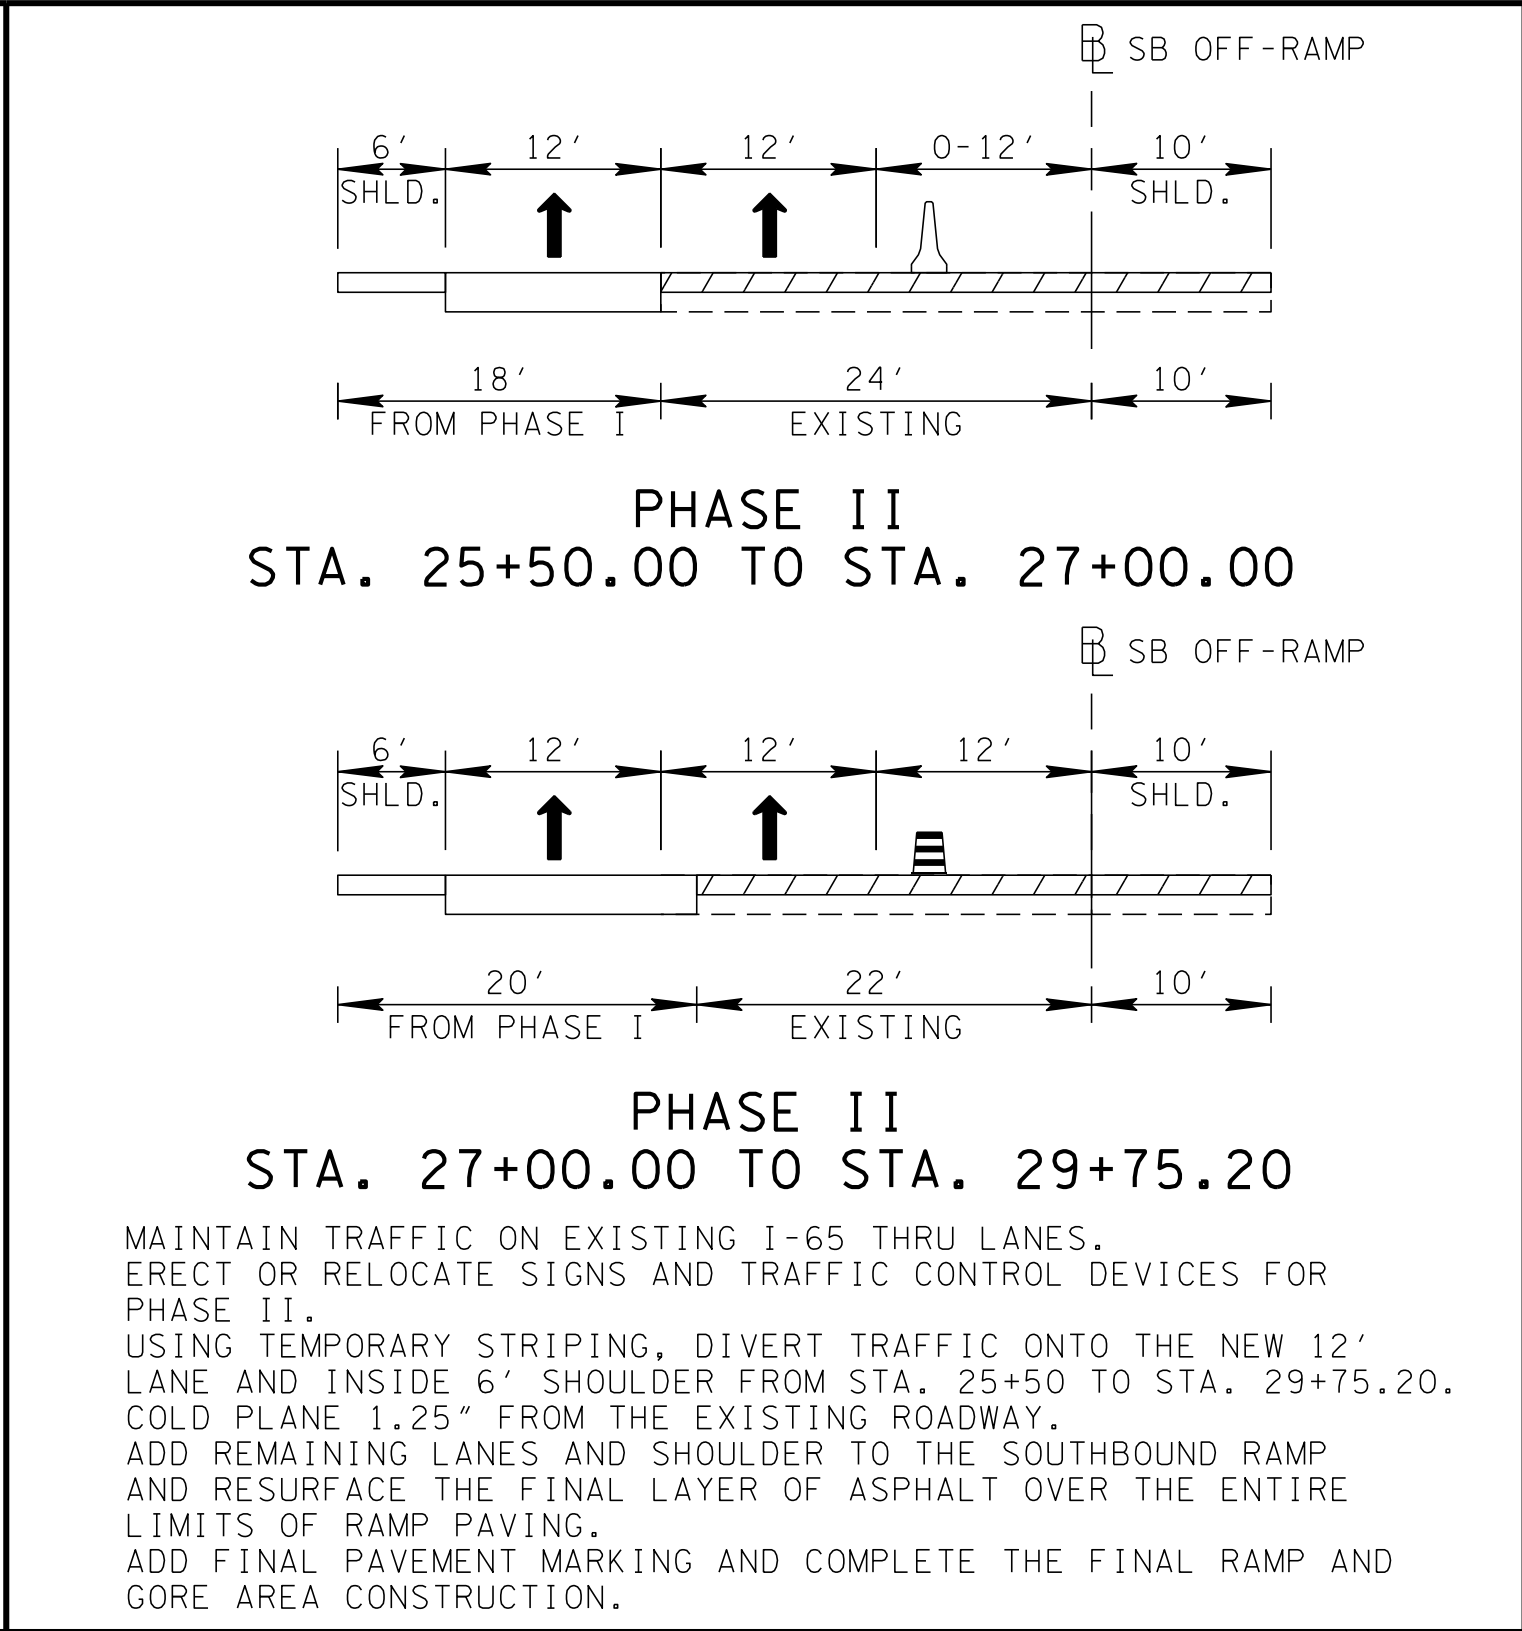 BL SB OFF-RAMP
6' 12' 12' 0-12' 10'
SHLD. SHLD.
18' 24' 10'
FROM PHASE I EXISTING
PHASE II
STA. 25+50.00 TO STA. 27+00.00
BL SB OFF-RAMP
6' 12' 12' 12' 10'
SHLD. SHLD.
20' 22' 10'
FROM PHASE I EXISTING
PHASE II
STA. 27+00.00 TO STA. 29+75.20
MAINTAIN TRAFFIC ON EXISTING I-65 THRU LANES.
ERECT OR RELOCATE SIGNS AND TRAFFIC CONTROL DEVICES FOR
PHASE II.
USING TEMPORARY STRIPING, DIVERT TRAFFIC ONTO THE NEW 12'
LANE AND INSIDE 6' SHOULDER FROM STA. 25+50 TO STA. 29+75.20.
COLD PLANE 1.25" FROM THE EXISTING ROADWAY.
ADD REMAINING LANES AND SHOULDER TO THE SOUTHBOUND RAMP
AND RESURFACE THE FINAL LAYER OF ASPHALT OVER THE ENTIRE
LIMITS OF RAMP PAVING.
ADD FINAL PAVEMENT MARKING AND COMPLETE THE FINAL RAMP AND
GORE AREA CONSTRUCTION.